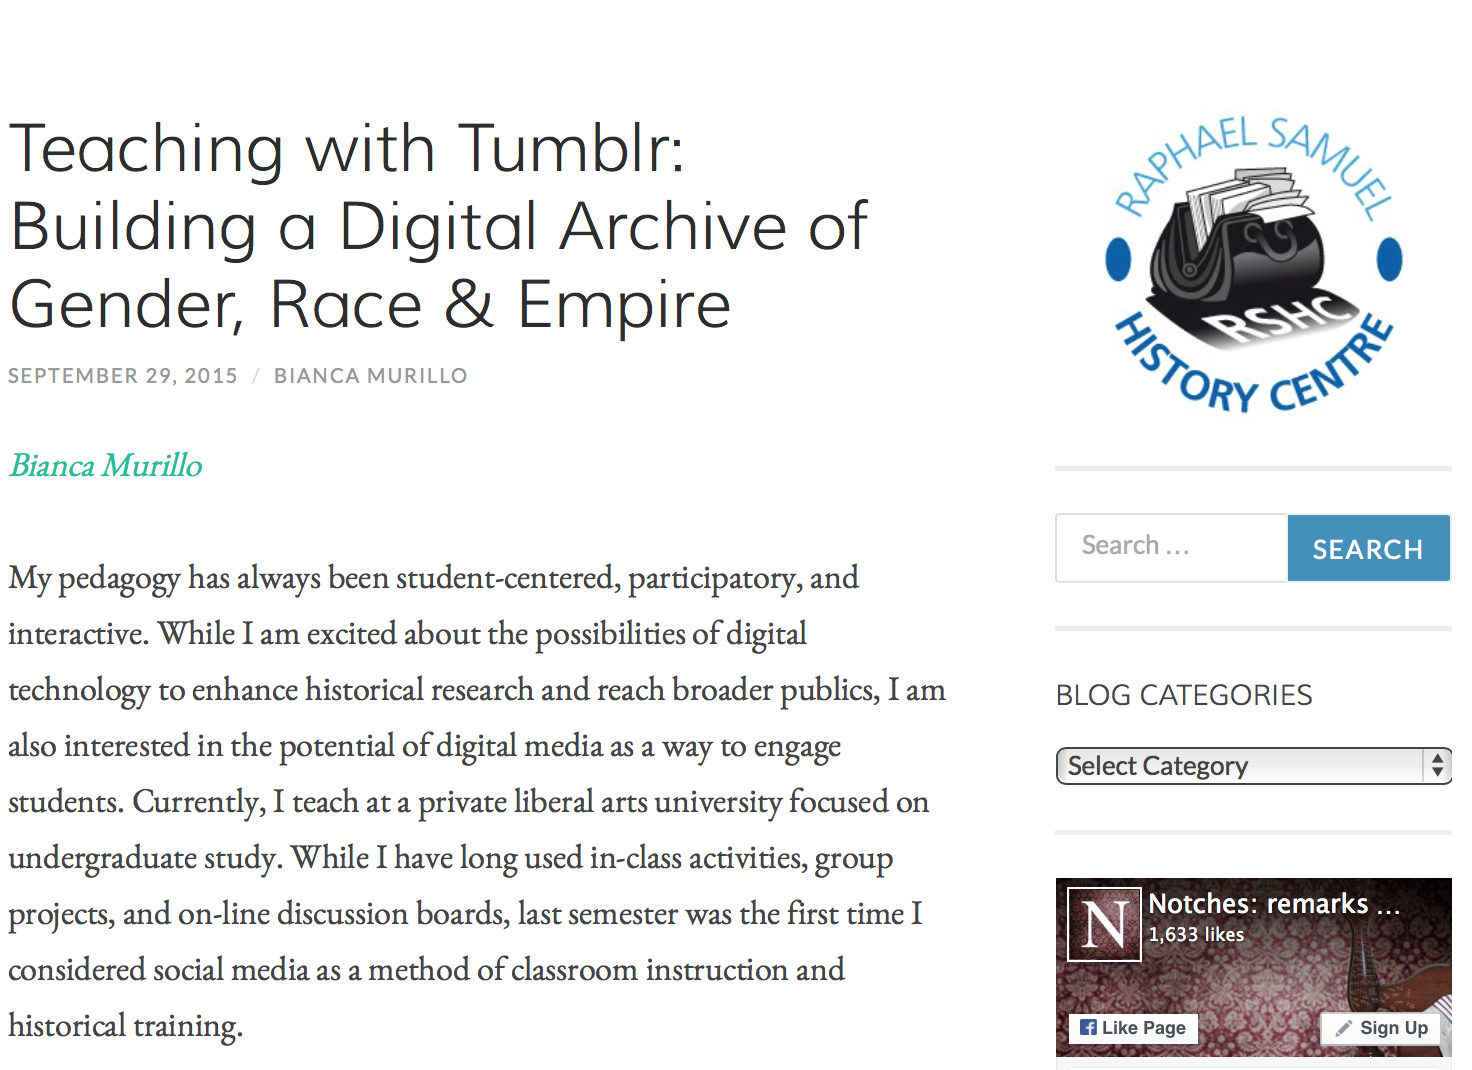 Teaching with Tumblr:
Building a Digital Archive of
Gender, Race & Empire
SEPTEMBER 29, 2015 / BIANCA MURILLO
Bianca Murillo
My pedagogy has always been student-centered, participatory, and
interactive. While I am excited about the possibilities of digital
technology to enhance historical research and reach broader publics, I am
also interested in the potential of digital media as a way to engage
students. Currently, I teach at a private liberal arts university focused on
undergraduate study. While I have long used in-class activities, group
projects, and on-line discussion boards, last semester was the first time I
considered social media as a method of classroom instruction and
historical training.
RAPHAEL SAMUEL
RSHC
HISTORY CENTRE
Search ...
SEARCH
BLOG CATEGORIES
Select Category
N
Notches: remarks ...
1,633 likes
Like Page
Sign Up